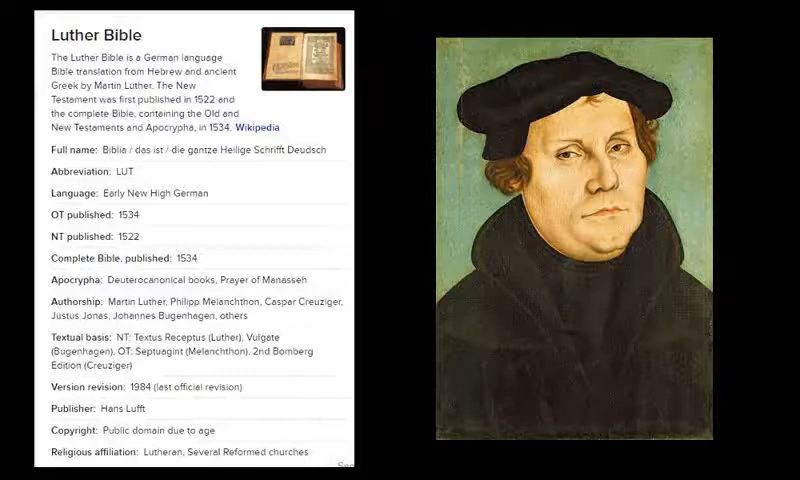 Luther Bible
The Luther Bible is a German language
Bible translation from Hebrew and ancient
Greek by Martin Luther. The New
Testament was first published in 1522 and
the complete Bible, containing the Old and
New Testaments and Apocrypha, in 1534. Wikipedia
Full name: Biblia / das ist / die gantze Heilige Schrifft Deudsch
Abbreviation: LUT
Language: Early New High German
OT published: 1534
NT published: 1522
Complete Bible, published: 1534
Apocrypha: Deuterocanonical books, Prayer of Manasseh
Authorship: Martin Luther, Philipp Melanchthon, Caspar Creuziger,
Justus Jonas, Johannes Bugenhagen, others
Textual basis: NT: Textus Receptus (Luther), Vulgate
(Bugenhagen), OT: Septuagint (Melanchthon), 2nd Bomberg
Edition (Creuziger)
Version revision: 1984 (last official revision)
Publisher: Hans Lufft
Copyright: Public domain due to age
Religious affiliation: Lutheran, Several Reformed churches